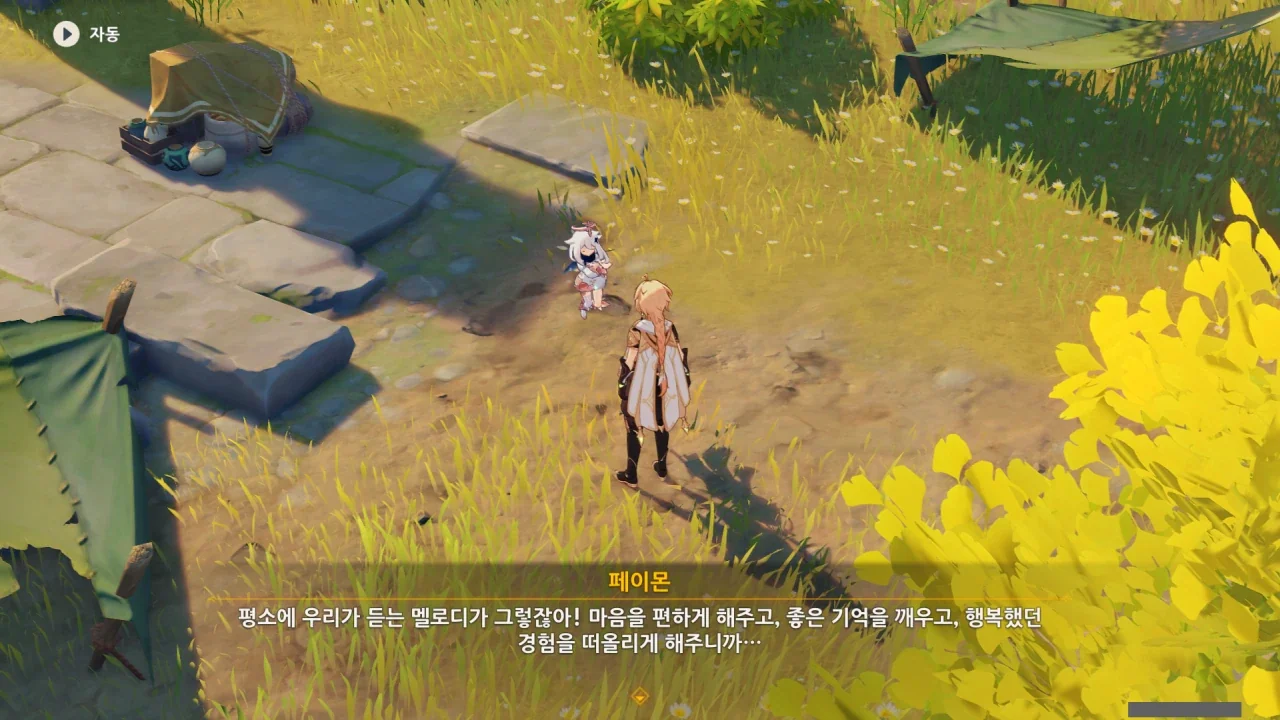 자동
페이몬
평소에 우리가 듣는 멜로디가 그렇잖아! 마음을 편하게 해주고, 좋은 기억을 깨우고, 행복했던
경험을 떠올리게 해주니까…